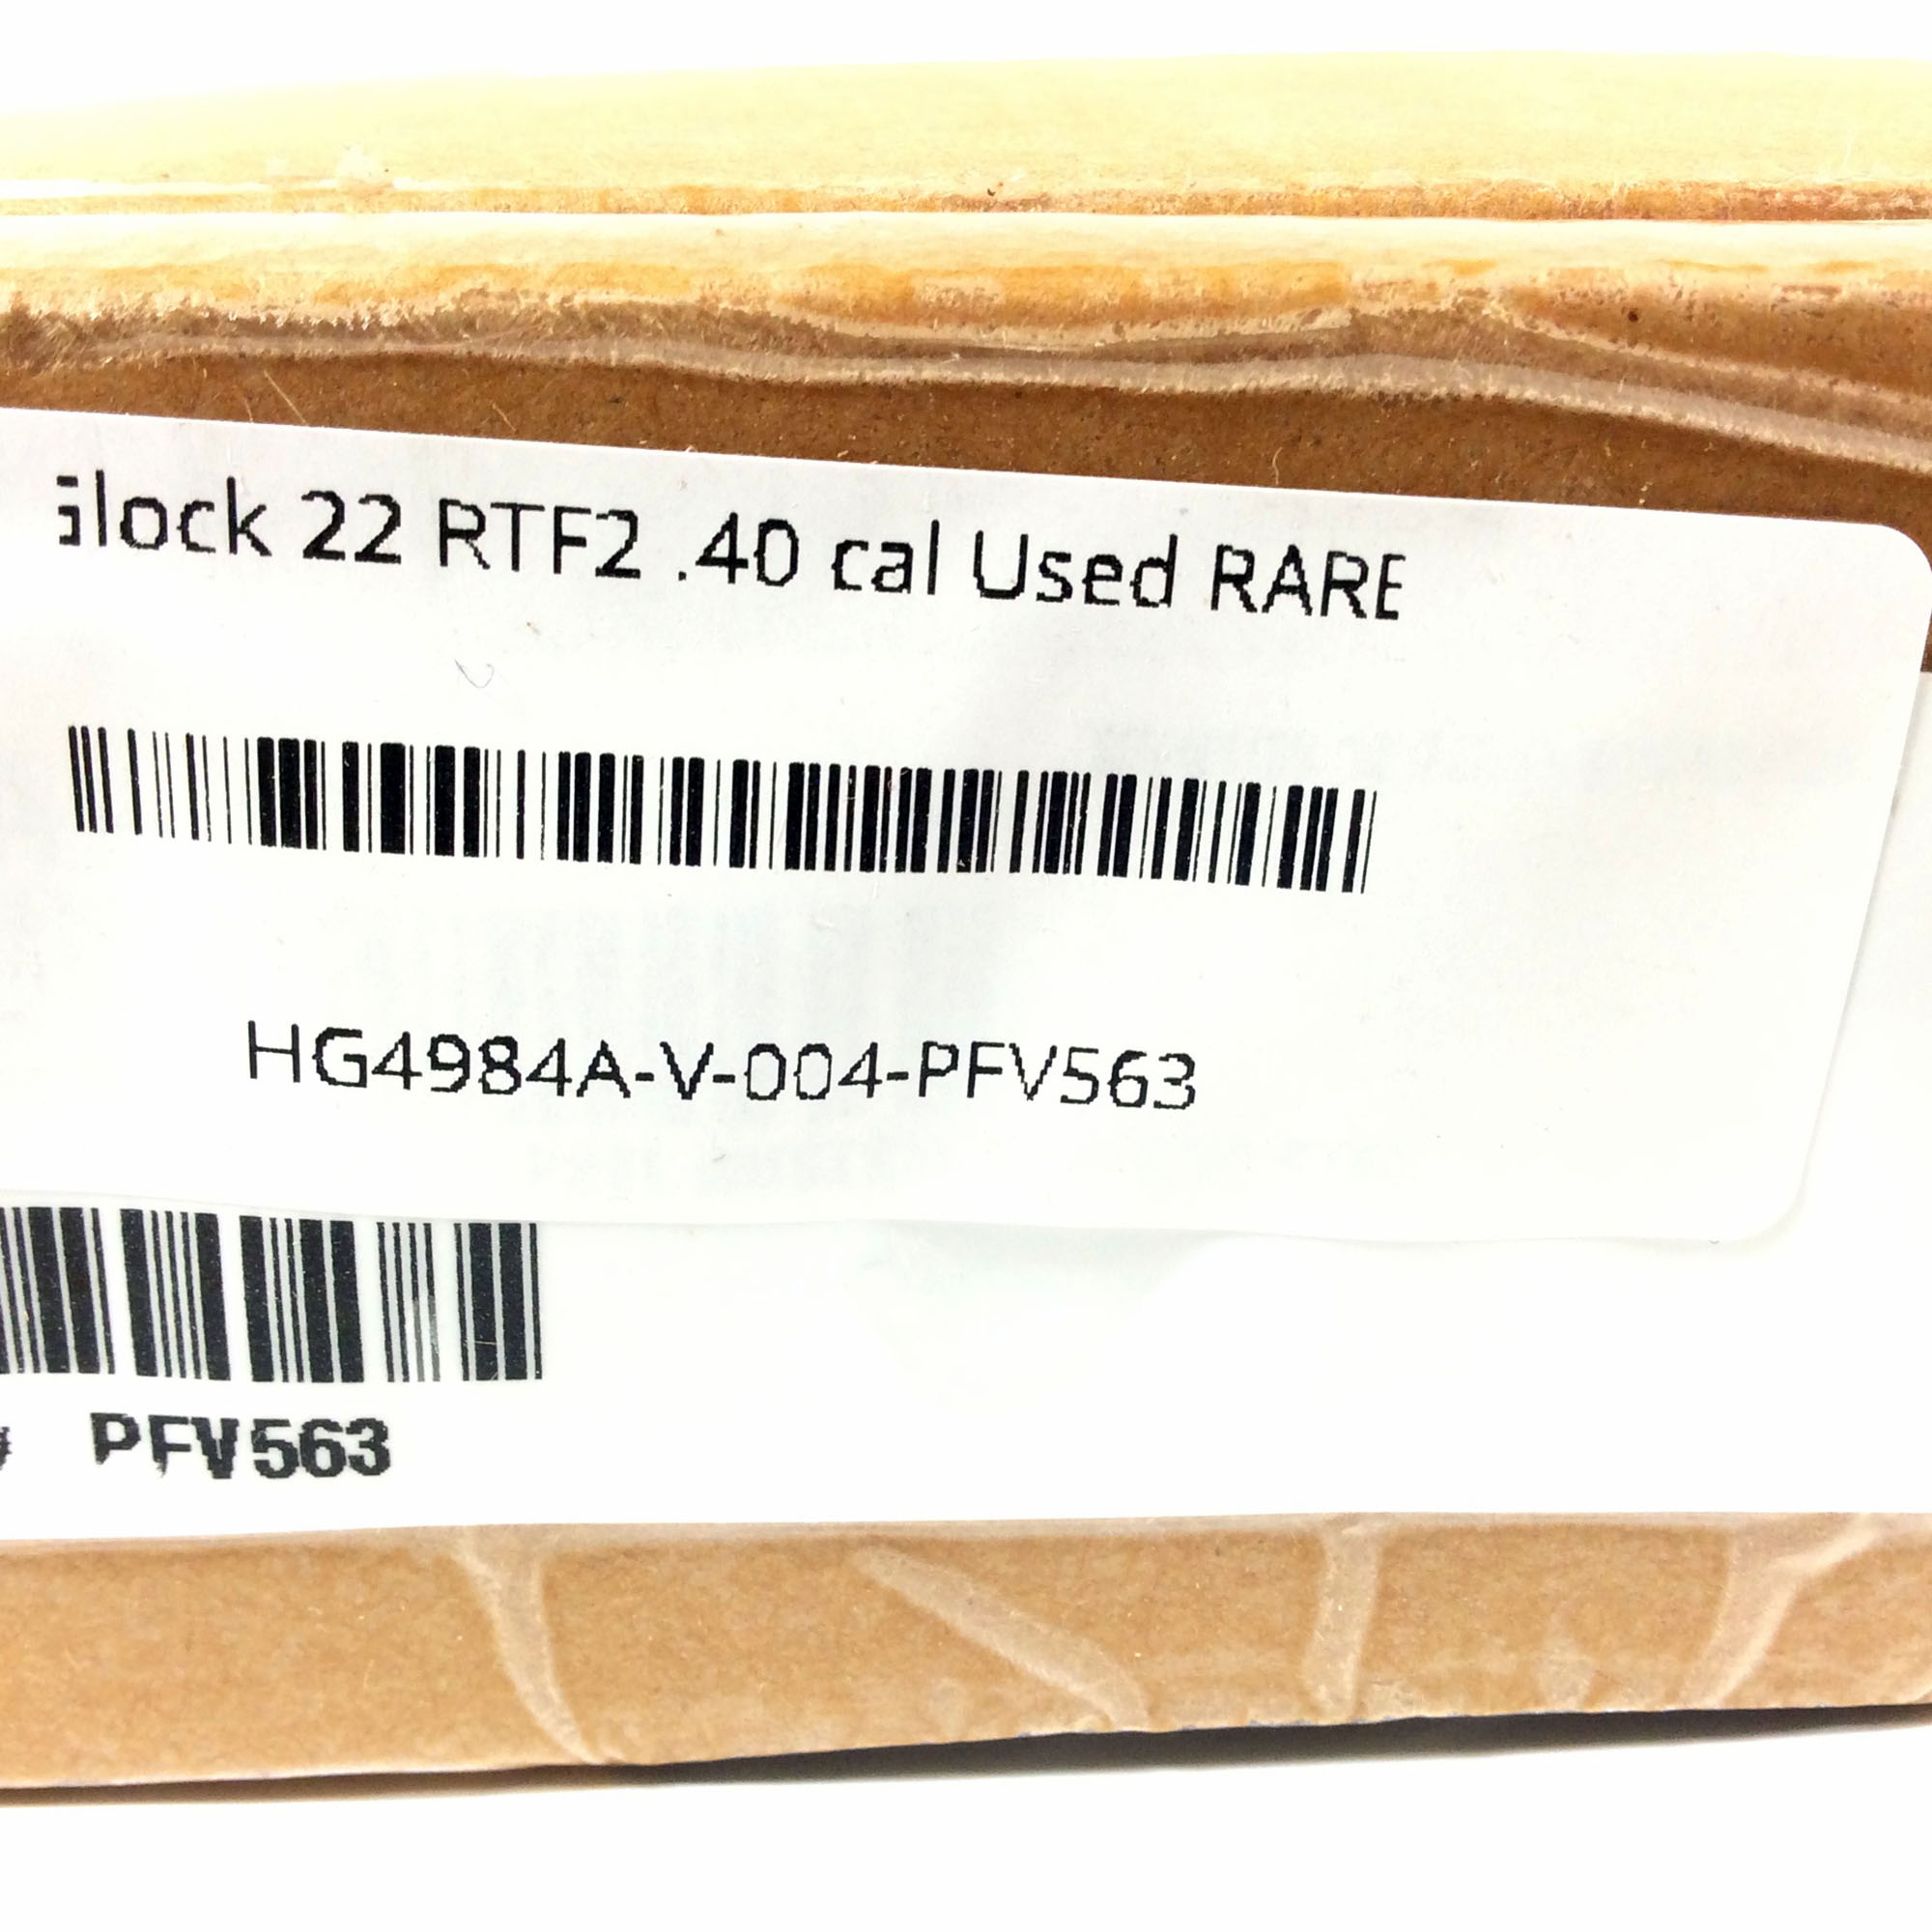 Glock 22 RTF2 .40 cal Used RARE
HG4984A-V-004-PFV563
# PFV563